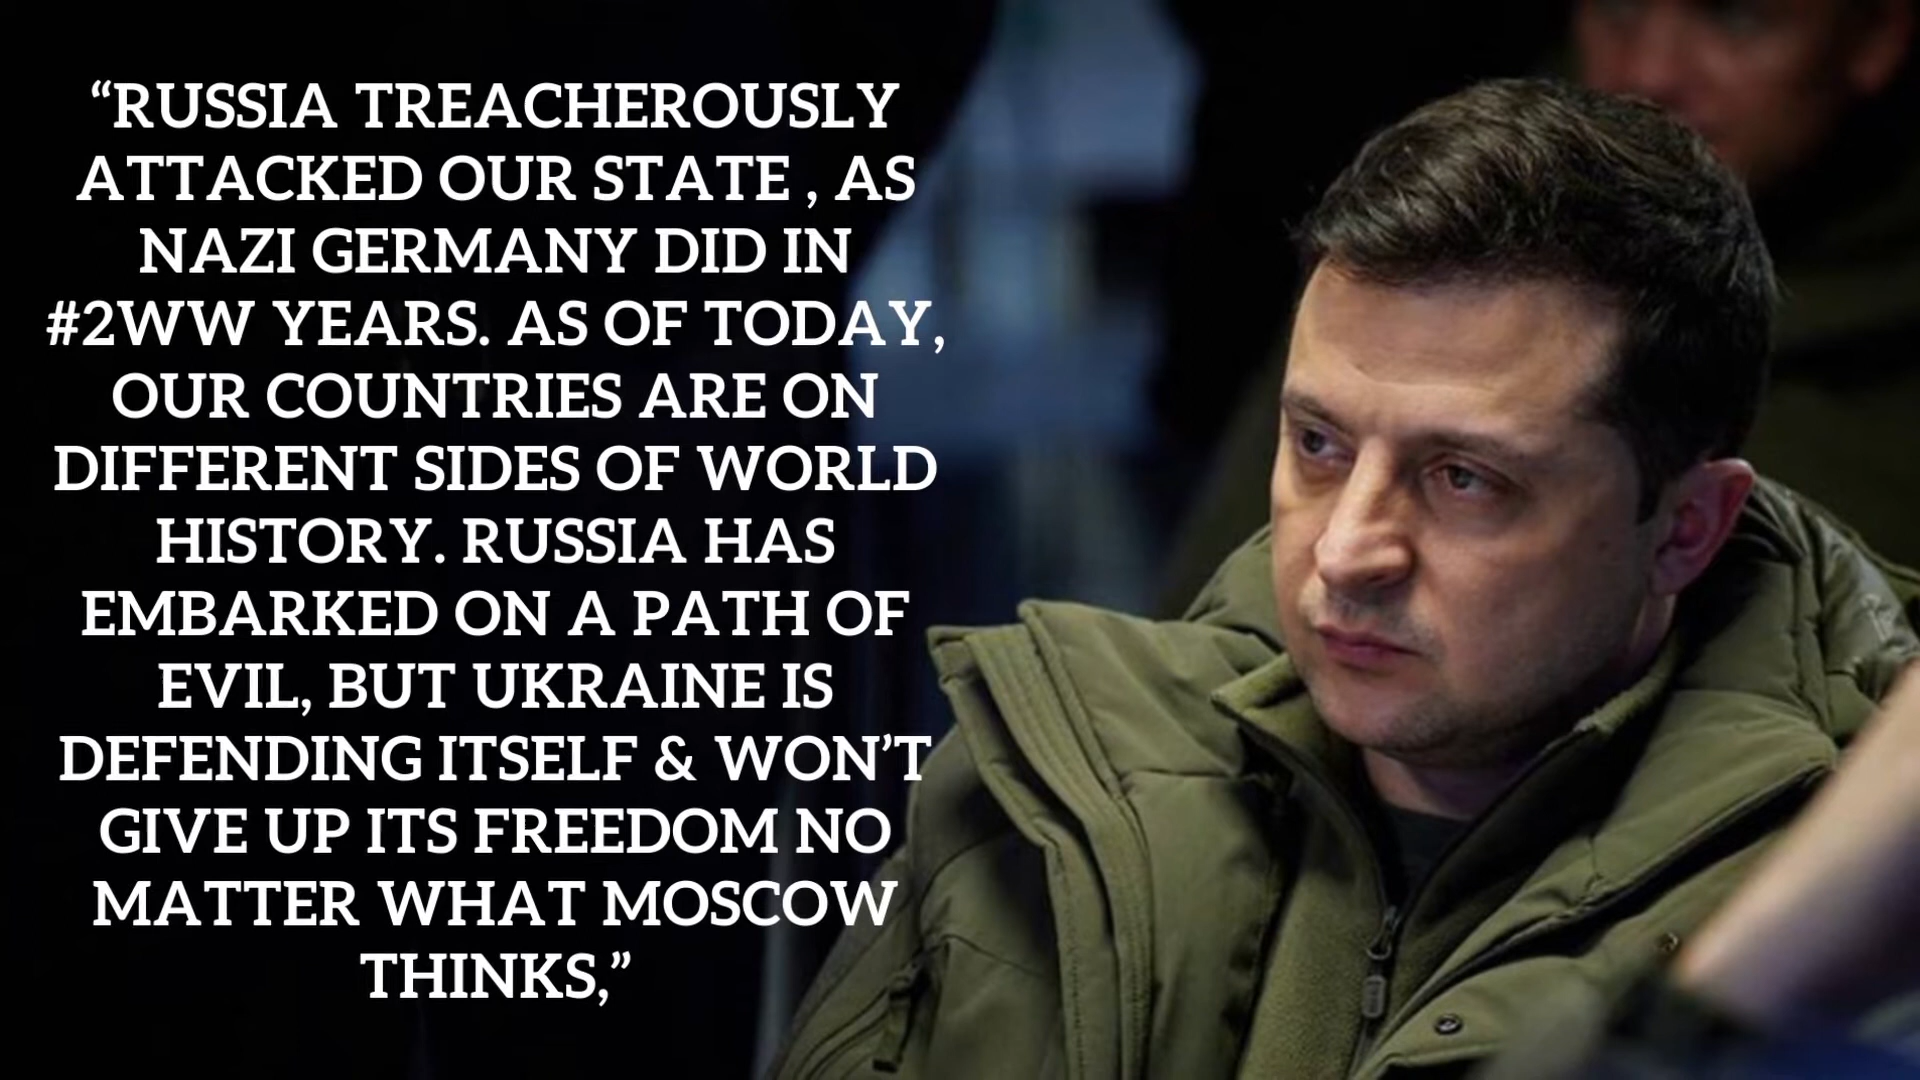 “RUSSIA TREACHEROUSLY
ATTACKED OUR STATE , AS
NAZI GERMANY DID IN
#2WW YEARS. AS OF TODAY,
OUR COUNTRIES ARE ON
DIFFERENT SIDES OF WORLD
HISTORY. RUSSIA HAS
EMBARKED ON A PATH OF
EVIL, BUT UKRAINE IS
DEFENDING ITSELF & WON’T
GIVE UP ITS FREEDOM NO
MATTER WHAT MOSCOW
THINKS,”